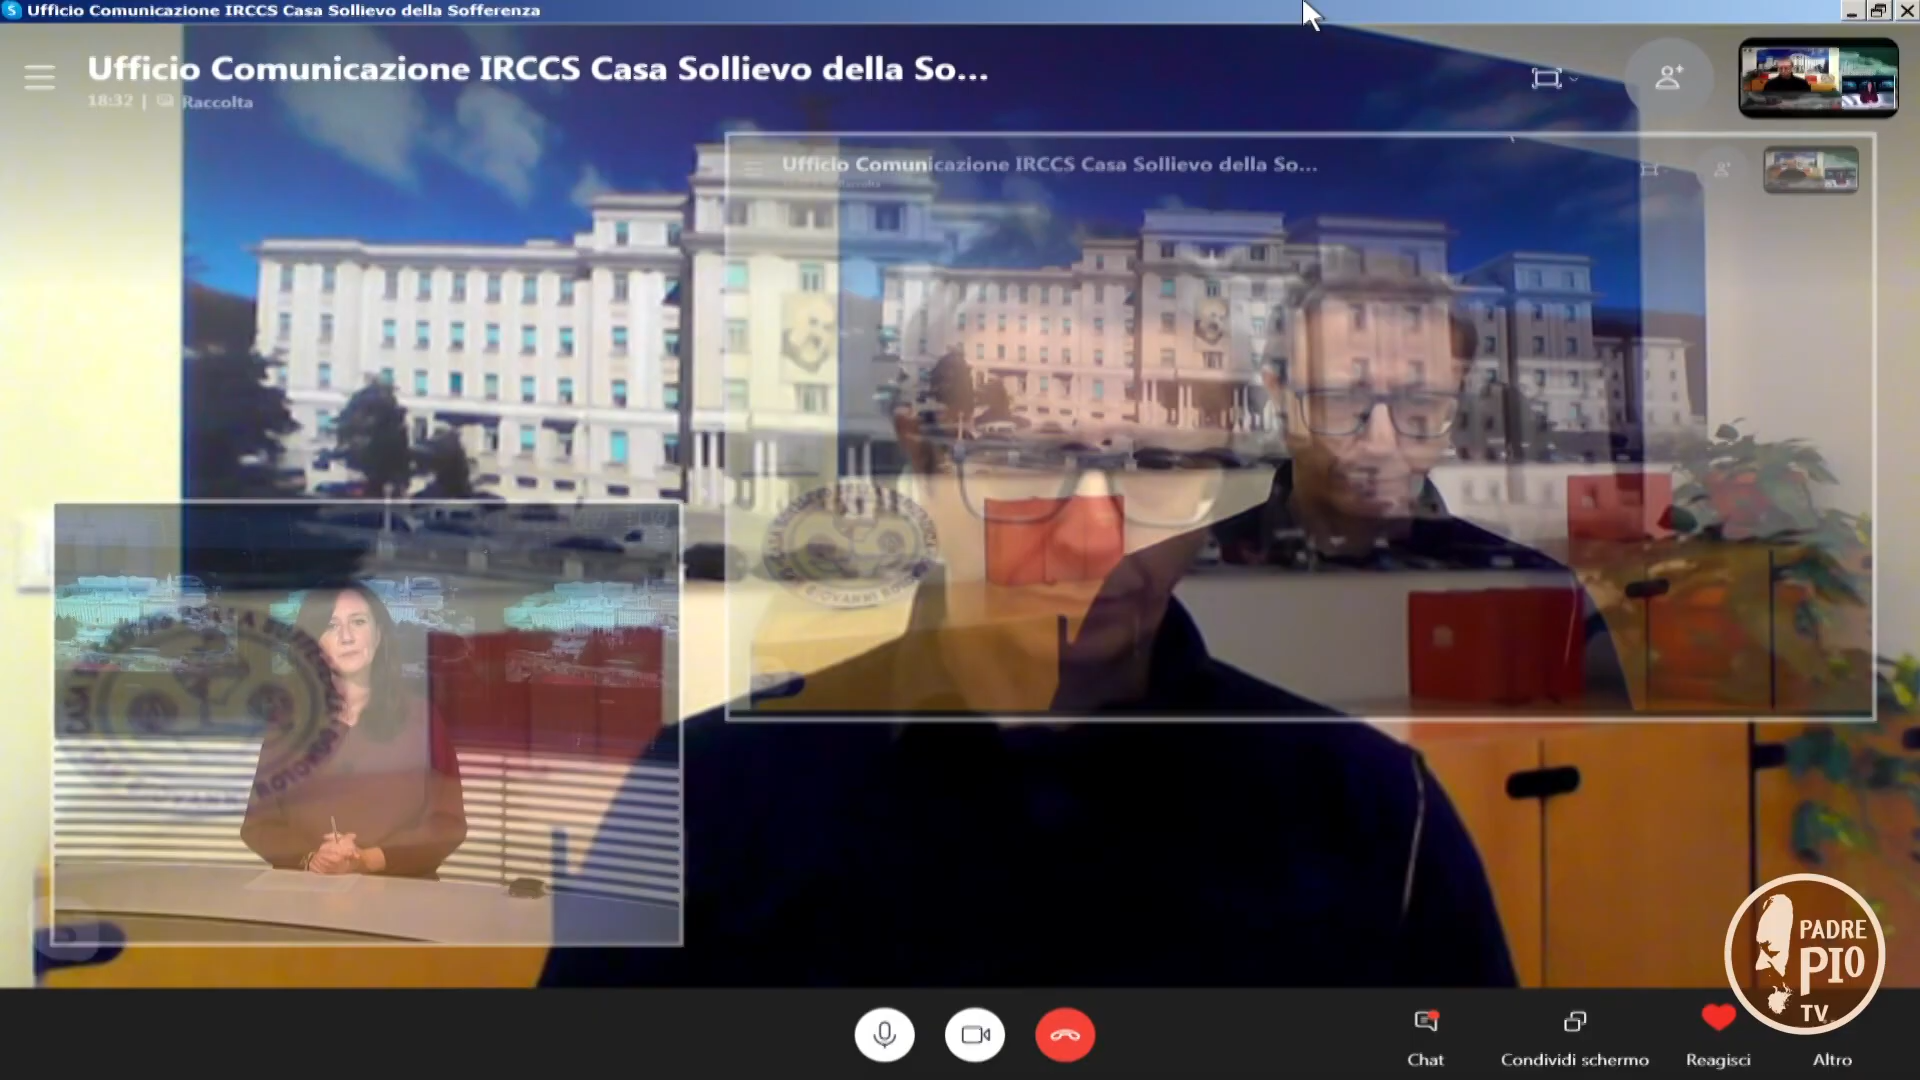 Ufficio Comunicazione IRCCS Casa Sollievo della Sofferenza
Ufficio Comunicazione IRCCS Casa Sollievo della So...
18:32 | Raccolta
Ufficio Comunicazione IRCCS Casa Sollievo della So...
PADRE
PIO
TV
Chat
Condividi schermo
Reagisci
Altro